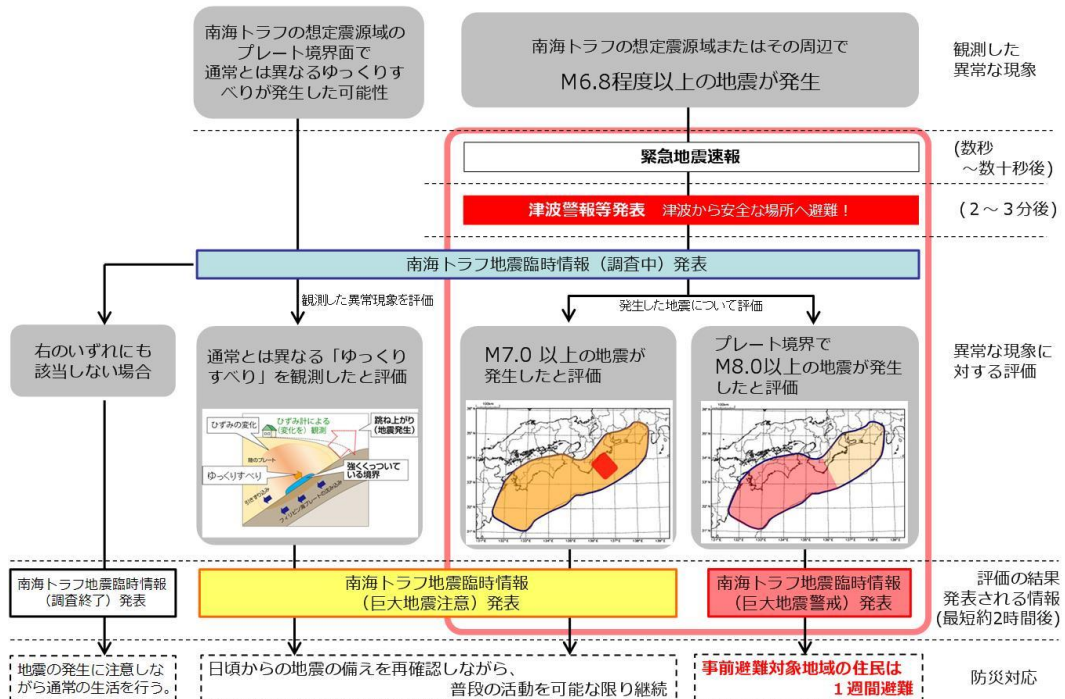 南海トラフの想定震源域の
プレート境界面で
通常とは異なるゆっくりす
べりが発生した可能性
南海トラフの想定震源域またはその周辺で
M6.8程度以上の地震が発生
観測した
異常な現象
緊急地震速報
(数秒
～数十秒後)
津波警報等発表 津波から安全な場所へ避難！
(２～３分後)
南海トラフ地震臨時情報（調査中）発表
観測した異常現象を評価
発生した地震について評価
右のいずれにも
該当しない場合
通常とは異なる「ゆっくり
すべり」を観測したと評価
ひずみの変化
ひずみ計による
(変化を) 観測
跳ね上がり
(地震発生)
陸のプレート
ゆっくりすべり
強くくっついて
いる境界
引きずり込み
フィリピン海プレートの沈み込み
M7.0 以上の地震が
発生したと評価
プレート境界で
M8.0以上の地震が発生
したと評価
異常な現象に
対する評価
南海トラフ地震臨時情報
（調査終了）発表
南海トラフ地震臨時情報
（巨大地震注意）発表
南海トラフ地震臨時情報
（巨大地震警戒）発表
評価の結果
発表される情報
(最短約2時間後)
地震の発生に注意しな
がら通常の生活を行う。
日頃からの地震の備えを再確認しながら、
普段の活動を可能な限り継続
事前避難対象地域の住民は
１週間避難
防災対応